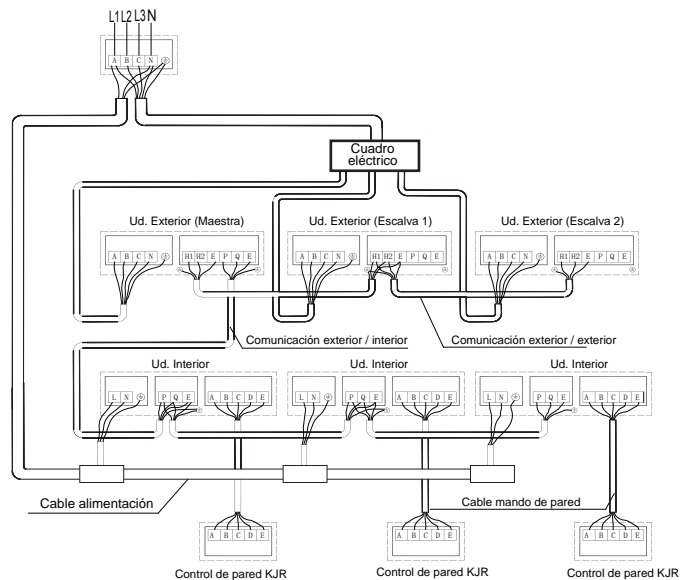 L1 L2 L3 N
A B C N
Cuadro
eléctrico
Ud. Exterior (Maestra)
Ud. Exterior (Escalva 1)
Ud. Exterior (Escalva 2)
A B C N
H1 H2 E P Q E
A B C N
H1 H2 E P Q E
A B C N
H1 H2 E P Q E
Comunicación exterior / interior
Comunicación exterior / exterior
Ud. Interior
Ud. Interior
Ud. Interior
L N
P Q E
A B C D E
L N
P Q E
A B C D E
L N
P Q E
A B C D E
Cable alimentación
Cable mando de pared
A B C D E
A B C D E
A B C D E
Control de pared KJR
Control de pared KJR
Control de pared KJR